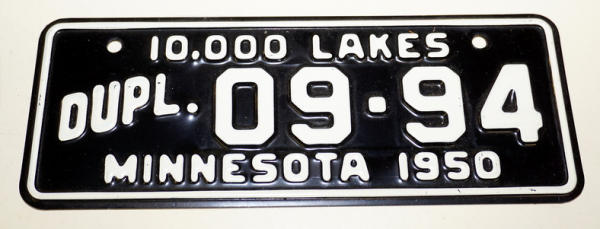 10.000 LAKES
DUPL. 09·94
MINNESOTA 1950